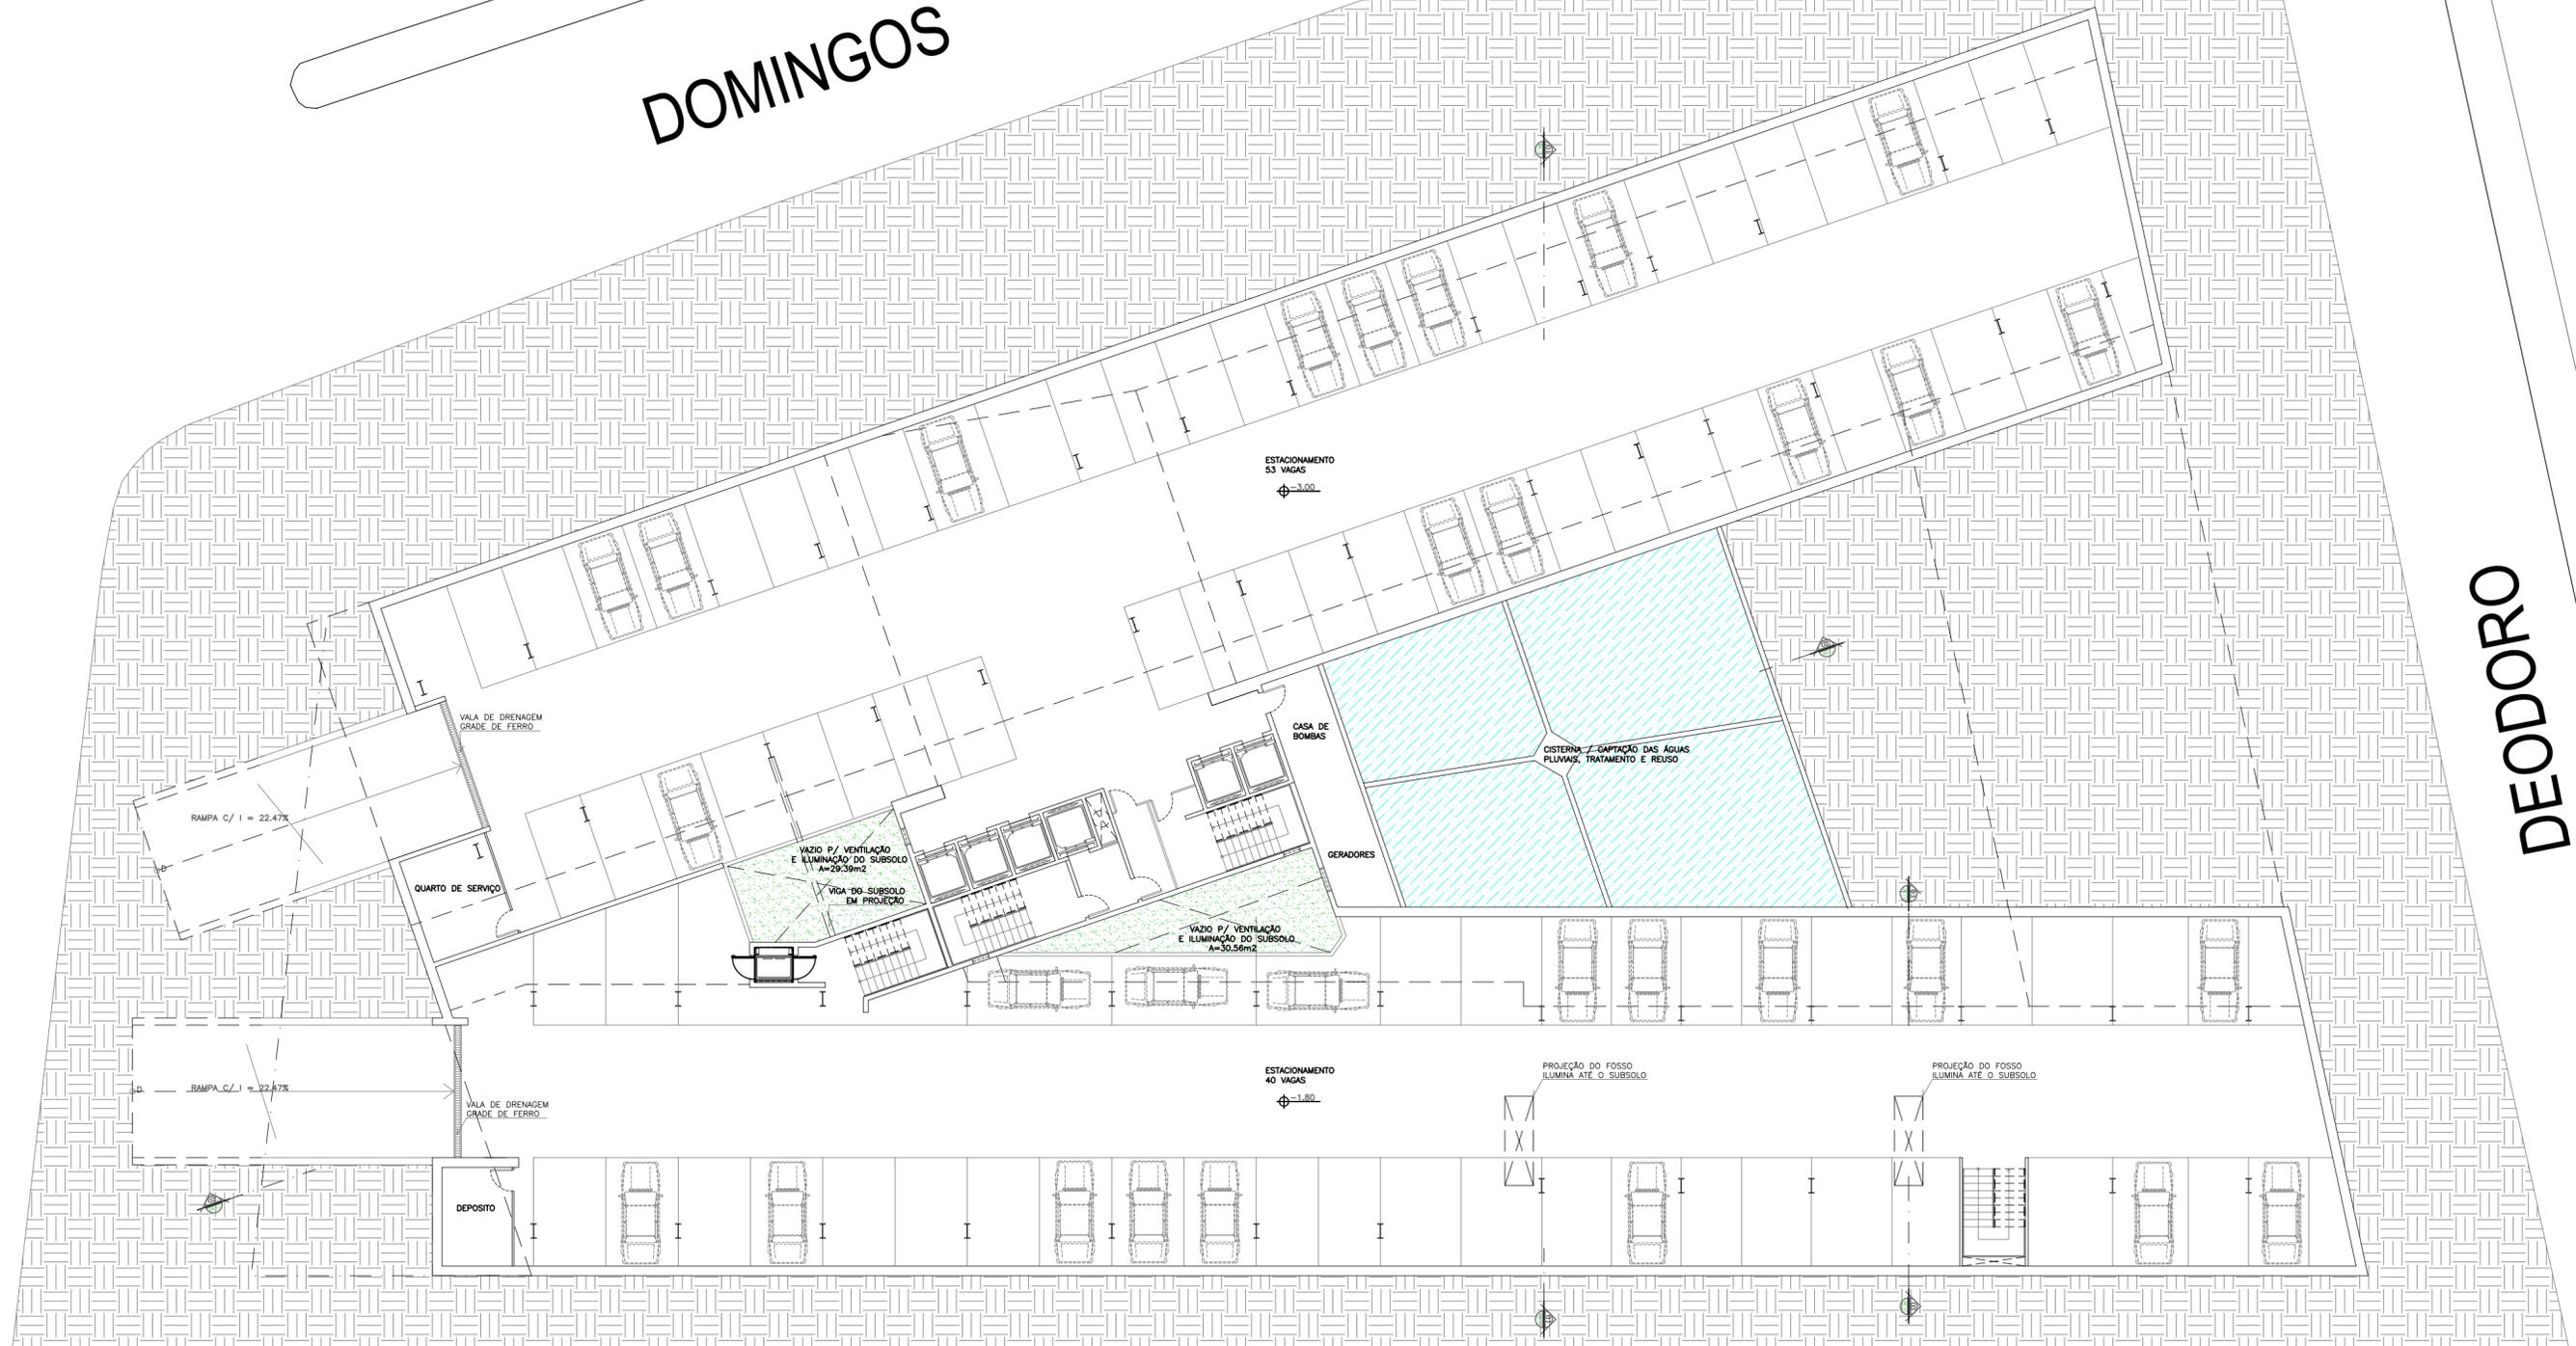 DOMINGOS
DEODORO
ESTACIONAMENTO
53 VAGAS
-3.00
VALA DE DRENAGEM
GRADE DE FERRO
RAMPA C/ I = 22.47%
D
QUARTO DE SERVIÇO
VAZIO P/ VENTILAÇÃO
E ILUMINAÇÃO DO SUBSOLO
A=29.39m2
VIGA DO SUBSOLO
EM PROJEÇÃO
CASA DE
BOMBAS
GERADORES
CISTERNA / CAPTAÇÃO DAS ÁGUAS
PLUVIAIS, TRATAMENTO E REUSO
VAZIO P/ VENTILAÇÃO
E ILUMINAÇÃO DO SUBSOLO
A=30.56m2
ESTACIONAMENTO
40 VAGAS
-1.80
PROJEÇÃO DO FOSSO
ILUMINA ATÉ O SUBSOLO
PROJEÇÃO DO FOSSO
ILUMINA ATÉ O SUBSOLO
D
RAMPA C/ I = 22.47%
VALA DE DRENAGEM
GRADE DE FERRO
DEPOSITO